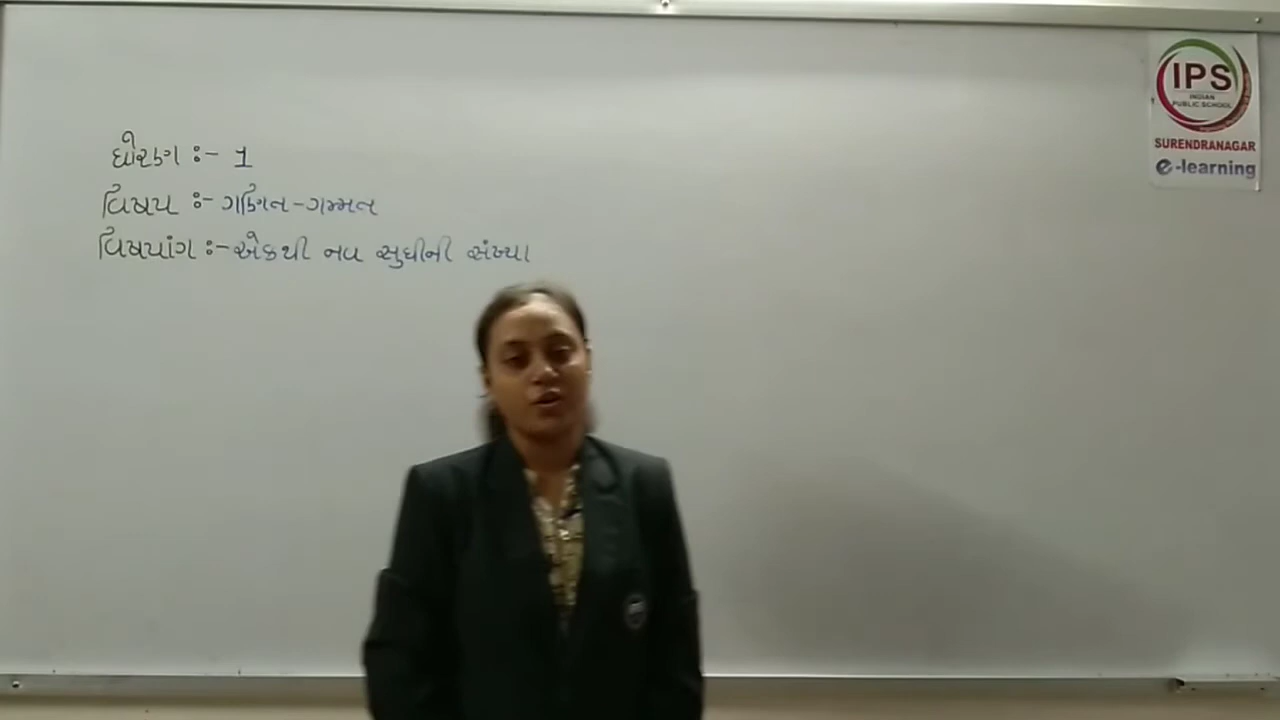 ધોરણ :- 1
વિષય :- ગણિત-ગમ્મત
વિષયાંગ :- એકથી નવ સુધીની સંખ્યા
IPS
INDIAN
PUBLIC SCHOOL
SURENDRANAGAR
e-learning